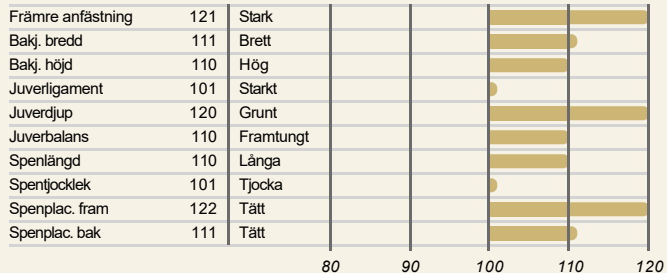 Främre anfästning 121 Stark
Bakj. bredd 111 Brett
Bakj. höjd 110 Hög
Juverligament 101 Starkt
Juverdjup 120 Grunt
Juverbalans 110 Framtungt
Spenlängd 110 Långa
Spentjocklek 101 Tjocka
Spenplac. fram 122 Tätt
Spenplac. bak 111 Tätt
80 90 100 110 120